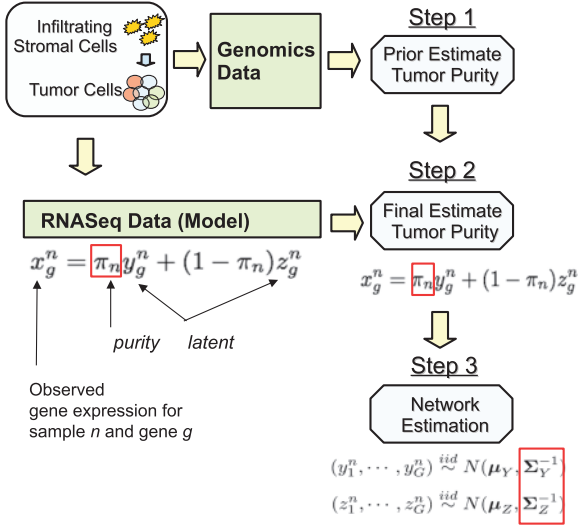 Infiltrating
Stromal Cells
Tumor Cells
Genomics
Data
Step 1
Prior Estimate
Tumor Purity
Step 2
Final Estimate
Tumor Purity
RNASeq Data (Model)
x_g^n = π_n y_g^n + (1 − π_n) z_g^n
x_g^n = π_n y_g^n + (1 − π_n) z_g^n
purity
latent
Observed
gene expression for
sample n and gene g
Step 3
Network
Estimation
(y_1^n, ⋯, y_G^n) iid ~ N(μ_Y, Σ_Y^{-1})
(z_1^n, ⋯, z_G^n) iid ~ N(μ_Z, Σ_Z^{-1})